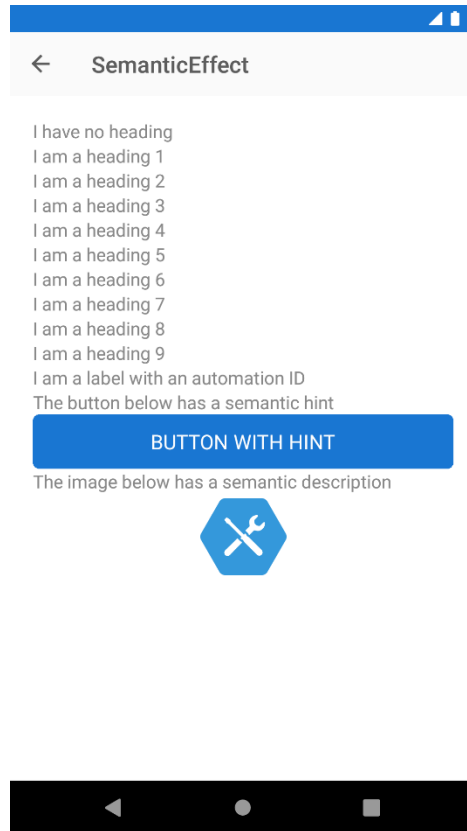 SemanticEffect
I have no heading
I am a heading 1
I am a heading 2
I am a heading 3
I am a heading 4
I am a heading 5
I am a heading 6
I am a heading 7
I am a heading 8
I am a heading 9
I am a label with an automation ID
The button below has a semantic hint
BUTTON WITH HINT
The image below has a semantic description